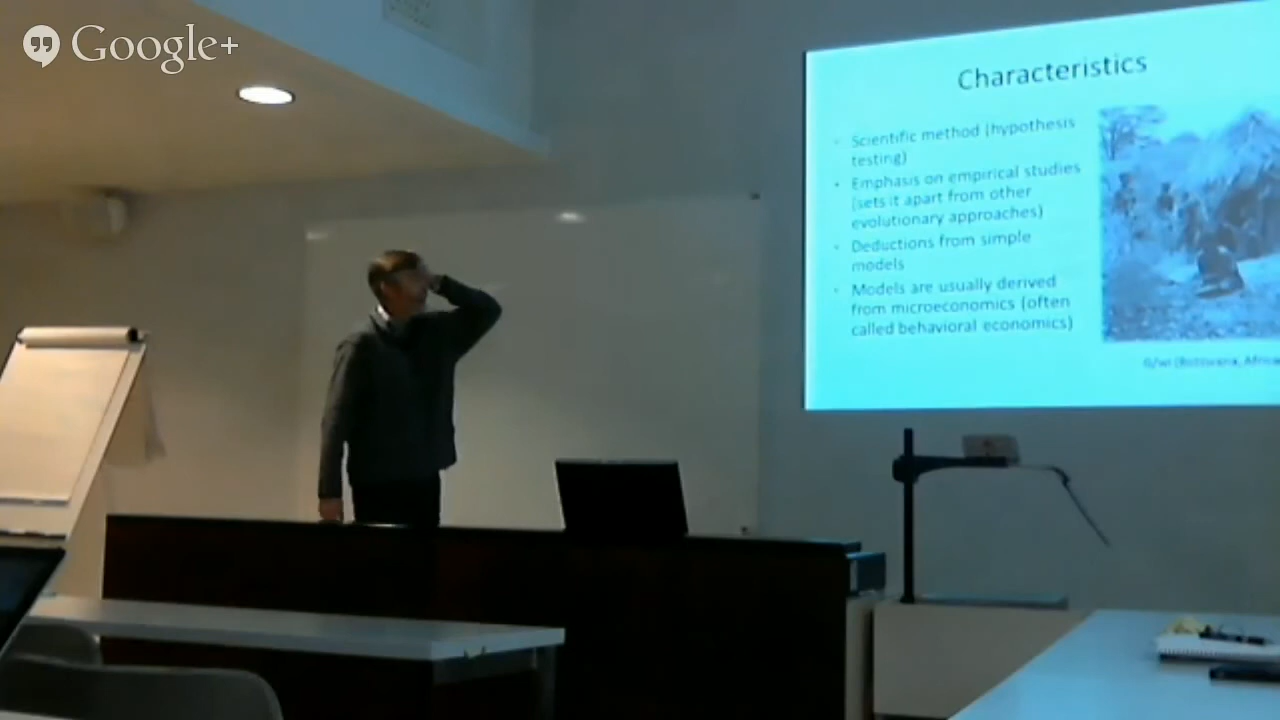 Google+
Characteristics
Scientific method (hypothesis
testing)
Emphasis on empirical studies
(sets it apart from other
evolutionary approaches)
Deductions from simple
models
Models are usually derived
from microeconomics (often
called behavioral economics)
G/wi (Botswana, Africa